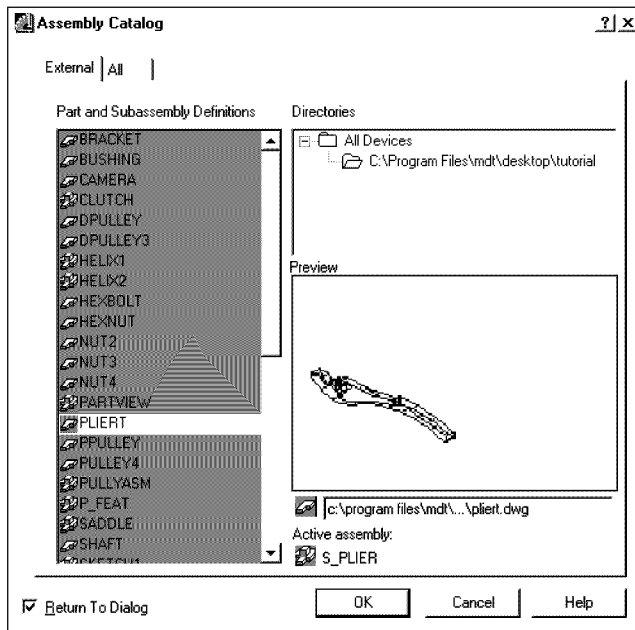 Assembly Catalog
External All
Part and Subassembly Definitions
BRACKET
BUSHING
CAMERA
CLUTCH
DPULLEY
DPULLEY3
HELIX1
HELIX2
HEXBOLT
HEXNUT
NUT2
NUT3
NUT4
PARTVIEW
PLIERT
PPULLEY
PULLEY4
PULLYASM
P_FEAT
SADDLE
SHAFT
SKETCH1
Directories
All Devices
C:\Program Files\mdt\desktop\tutorial
Preview
c:\program files\mdt\...\pliert.dwg
Active assembly:
S_PLIER
Return To Dialog
OK Cancel Help